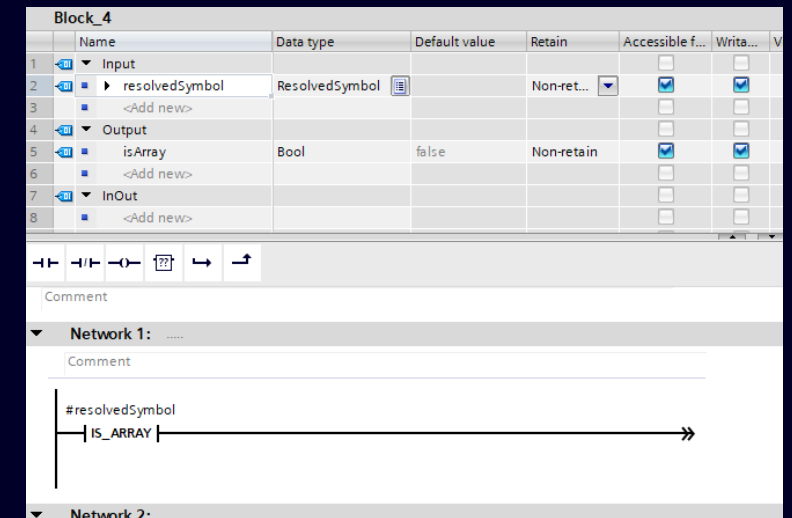 Block_4
Name Data type Default value Retain Accessible f... Writa... V
1 Input
2 resolvedSymbol ResolvedSymbol Non-ret...
3 <Add new>
4 Output
5 isArray Bool false Non-retain
6 <Add new>
7 InOut
8 <Add new>
??
Comment
Network 1: .....
Comment
#resolvedSymbol
IS_ARRAY
Network 2: